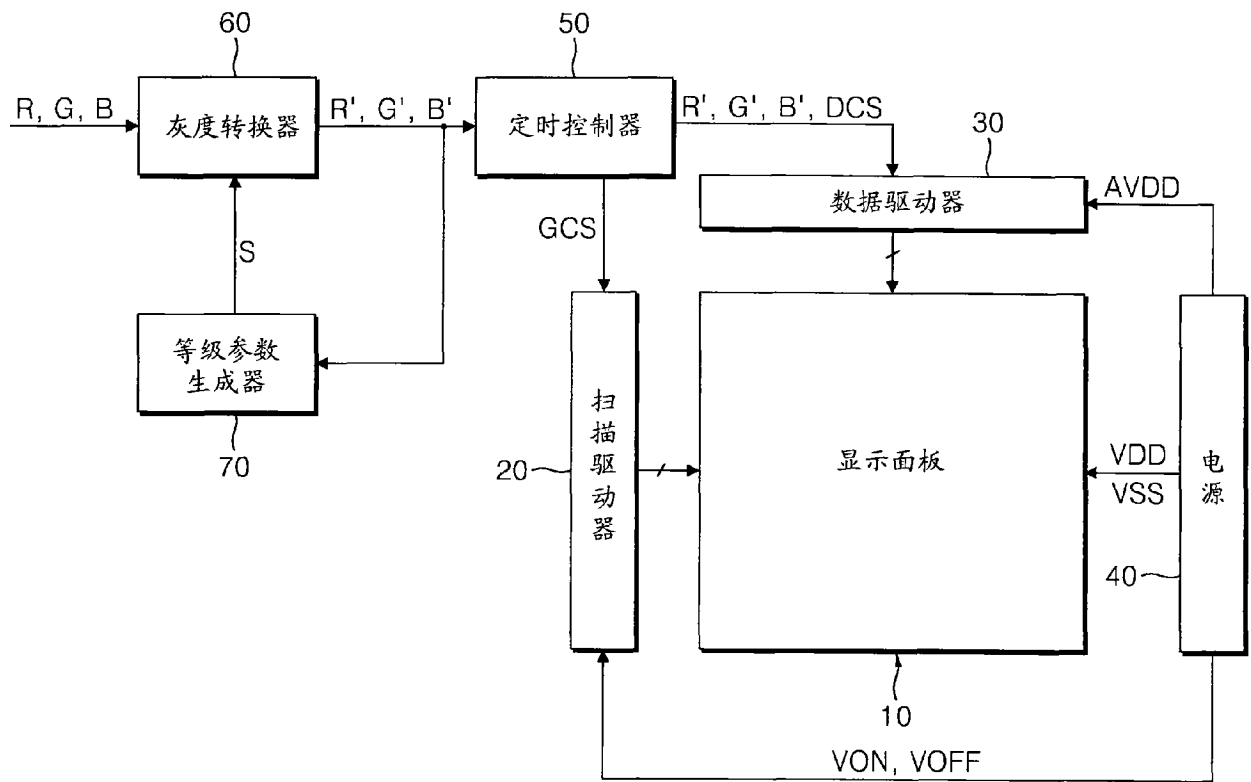 60
50
R, G, B
灰度转换器
R', G', B'
定时控制器
R', G', B', DCS
30
数据驱动器
AVDD
GCS
S
等级参数
生成器
70
扫描驱动器
20
显示面板
VDD
VSS
电源
40
10
VON, VOFF